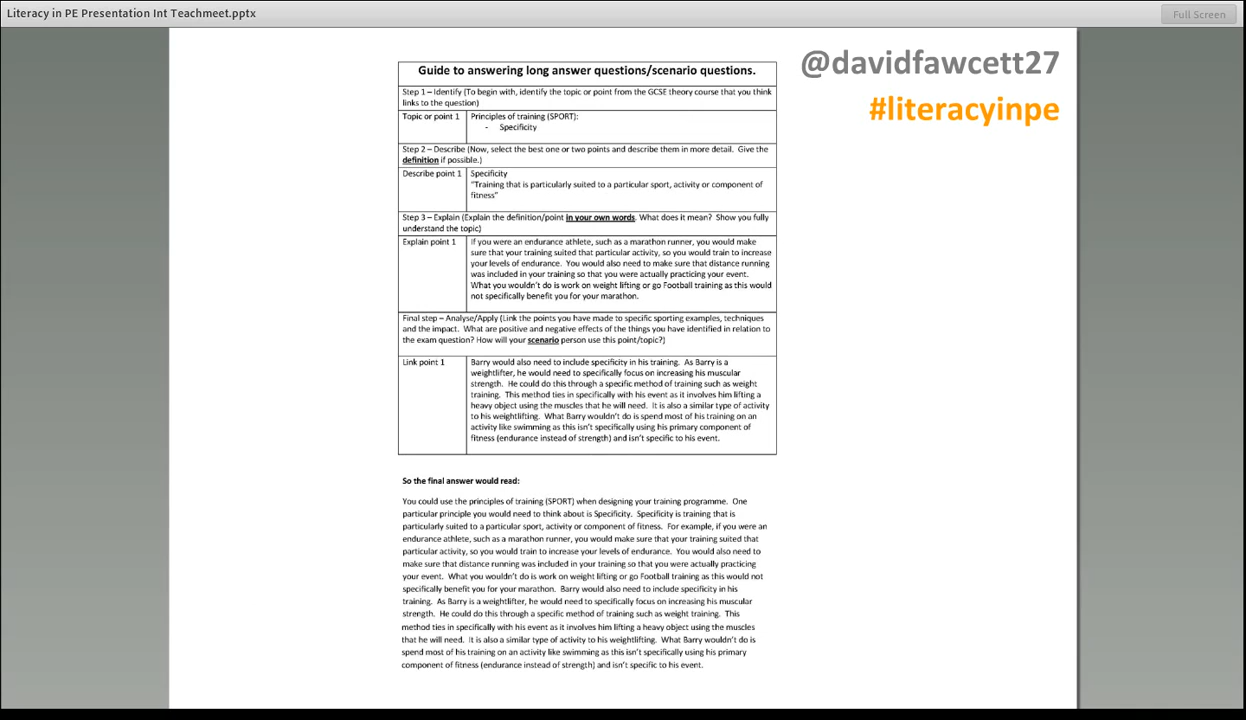 Literacy in PE Presentation Int Teachmeet.pptx
Full Screen
@davidfawcett27
#literacyinpe
Guide to answering long answer questions/scenario questions.
Step 1 – Identify (To begin with, identify the topic or point from the GCSE theory course that you think
links to the question)
Topic or point 1
Principles of training (SPORT):
- Specificity
Step 2 – Describe (Now, select the best one or two points and describe them in more detail. Give the
definition if possible.)
Describe point 1
Specificity
"Training that is particularly suited to a particular sport, activity or component of
fitness"
Step 3 – Explain (Explain the definition/point in your own words. What does it mean? Show you fully
understand the topic)
Explain point 1
If you were an endurance athlete, such as a marathon runner, you would make
sure that your training suited that particular activity, so you would train to increase
your levels of endurance. You would also need to make sure that distance running
was included in your training so that you were actually practicing your event.
What you wouldn't do is work on weight lifting or go Football training as this would
not specifically benefit you for your marathon.
Final step – Analyse/Apply (Link the points you have made to specific sporting examples, techniques
and the impact. What are positive and negative effects of the things you have identified in relation to
the exam question? How will your scenario person use this point/topic?)
Link point 1
Barry would also need to include specificity in his training. As Barry is a
weightlifter, he would need to specifically focus on increasing his muscular
strength. He could do this through a specific method of training such as weight
training. This method ties in specifically with his event as it involves him lifting a
heavy object using the muscles that he will need. It is also a similar type of activity
to his weightlifting. What Barry wouldn't do is spend most of his training on an
activity like swimming as this isn't specifically using his primary component of
fitness (endurance instead of strength) and isn't specific to his event.
So the final answer would read:
You could use the principles of training (SPORT) when designing your training programme. One
particular principle you would need to think about is Specificity. Specificity is training that is
particularly suited to a particular sport, activity or component of fitness. For example, if you were an
endurance athlete, such as a marathon runner, you would make sure that your training suited that
particular activity, so you would train to increase your levels of endurance. You would also need to
make sure that distance running was included in your training so that you were actually practicing
your event. What you wouldn't do is work on weight lifting or go Football training as this would not
specifically benefit you for your marathon. Barry would also need to include specificity in his
training. As Barry is a weightlifter, he would need to specifically focus on increasing his muscular
strength. He could do this through a specific method of training such as weight training. This
method ties in specifically with his event as it involves him lifting a heavy object using the muscles
that he will need. It is also a similar type of activity to his weightlifting. What Barry wouldn't do is
spend most of his training on an activity like swimming as this isn't specifically using his primary
component of fitness (endurance instead of strength) and isn't specific to his event.